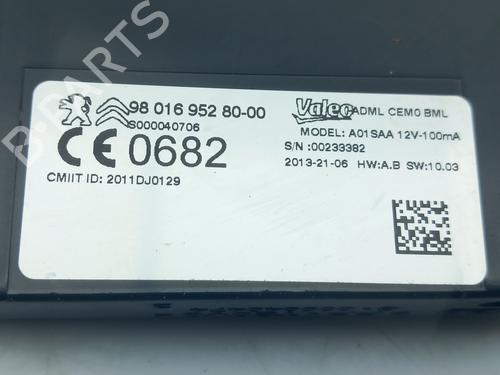 B-PARTS
98 016 952 80-00
S000040706
CE 0682
CMIIT ID: 2011DJ0129
Valeo ADML CEM0 BML
MODEL: A01SAA 12V-100mA
S/N :00233382
2013-21-06 HW:A.B SW:10.03